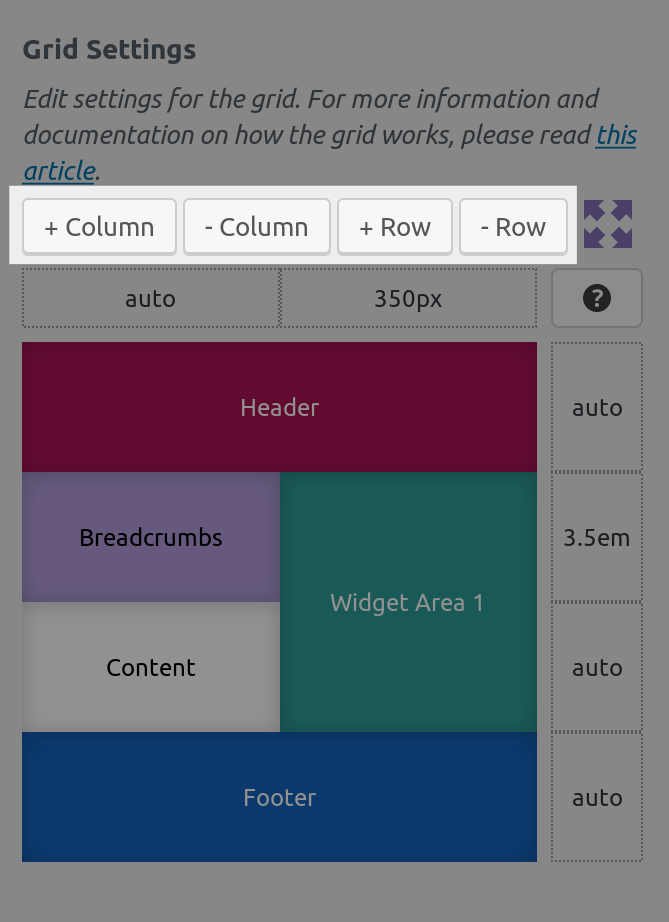 Grid Settings
Edit settings for the grid. For more information and
documentation on how the grid works, please read this
article.
+ Column - Column + Row - Row
auto 350px ?
Header auto
Breadcrumbs 3.5em
Widget Area 1
Content auto
Footer auto